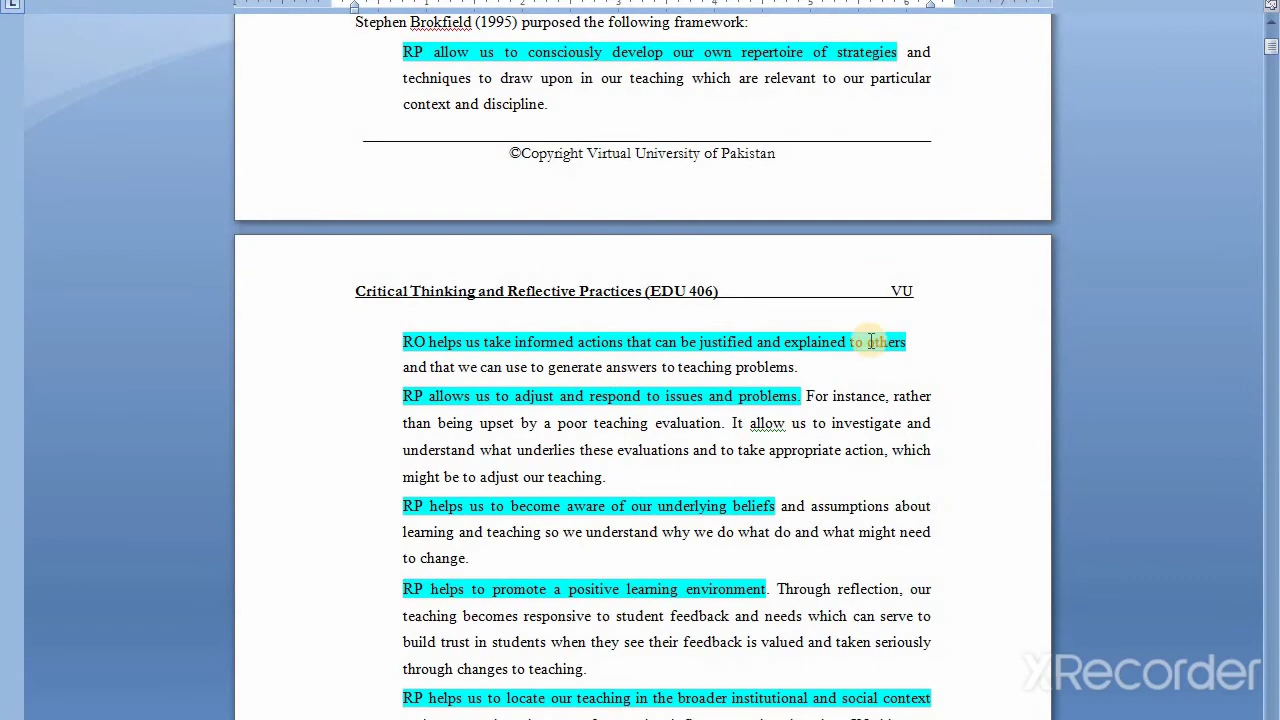 Stephen Brokfield (1995) purposed the following framework:
RP allow us to consciously develop our own repertoire of strategies and
techniques to draw upon in our teaching which are relevant to our particular
context and discipline.
©Copyright Virtual University of Pakistan
Critical Thinking and Reflective Practices (EDU 406) VU
RO helps us take informed actions that can be justified and explained to others
and that we can use to generate answers to teaching problems.
RP allows us to adjust and respond to issues and problems. For instance, rather
than being upset by a poor teaching evaluation. It allow us to investigate and
understand what underlies these evaluations and to take appropriate action, which
might be to adjust our teaching.
RP helps us to become aware of our underlying beliefs and assumptions about
learning and teaching so we understand why we do what do and what might need
to change.
RP helps to promote a positive learning environment. Through reflection, our
teaching becomes responsive to student feedback and needs which can serve to
build trust in students when they see their feedback is valued and taken seriously
through changes to teaching.
RP helps us to locate our teaching in the broader institutional and social context
XRecorder